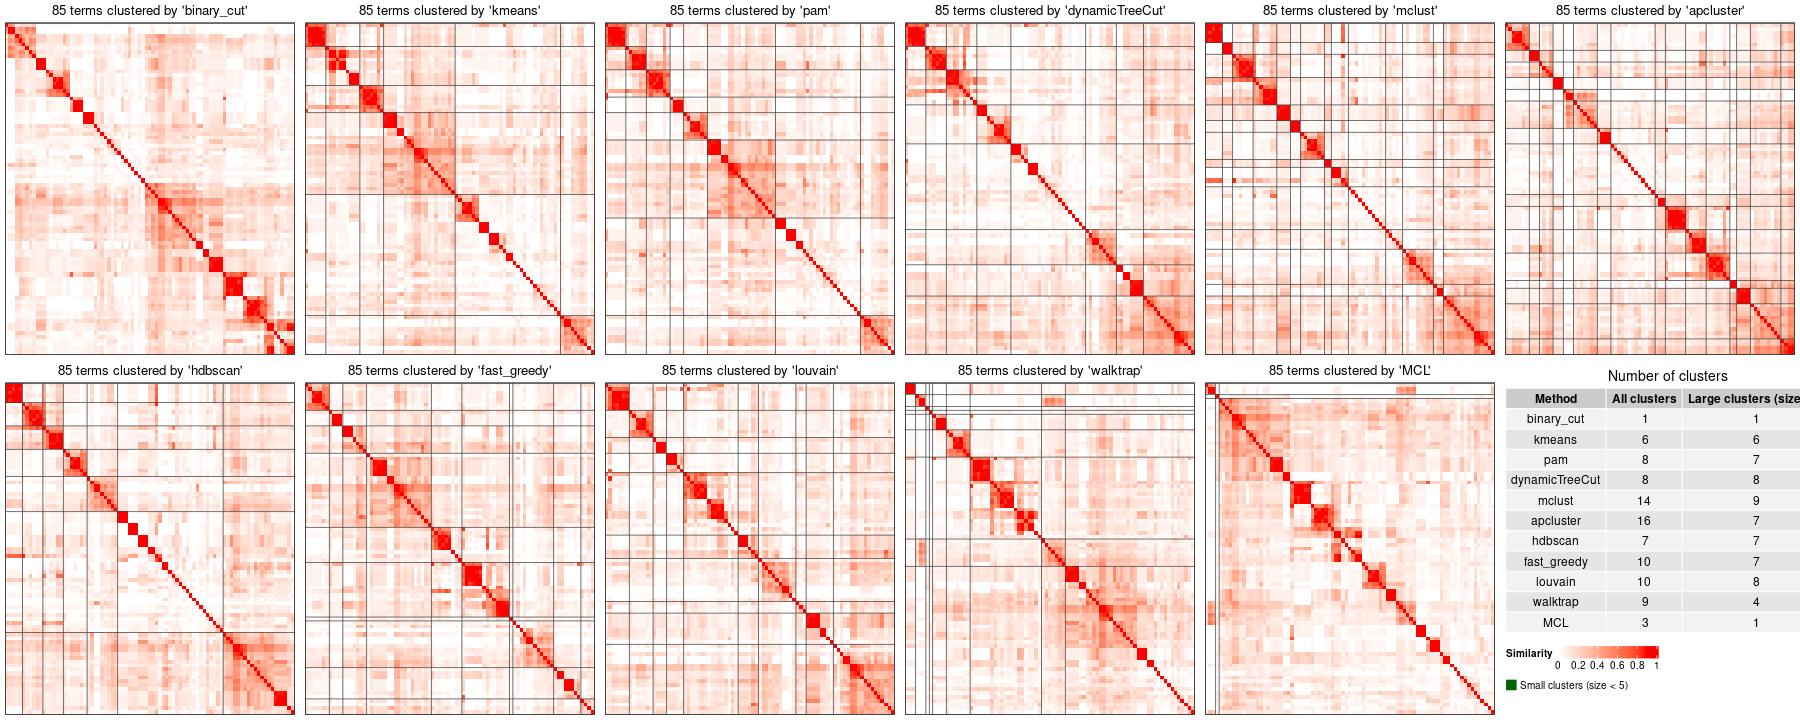 85 terms clustered by 'binary_cut'
85 terms clustered by 'kmeans'
85 terms clustered by 'pam'
85 terms clustered by 'dynamicTreeCut'
85 terms clustered by 'mclust'
85 terms clustered by 'apcluster'
85 terms clustered by 'hdbscan'
85 terms clustered by 'fast_greedy'
85 terms clustered by 'louvain'
85 terms clustered by 'walktrap'
85 terms clustered by 'MCL'
Number of clusters
Method All clusters Large clusters (size
binary_cut 1 1
kmeans 6 6
pam 8 7
dynamicTreeCut 8 8
mclust 14 9
apcluster 16 7
hdbscan 7 7
fast_greedy 10 7
louvain 10 8
walktrap 9 4
MCL 3 1
Similarity
0 0.2 0.4 0.6 0.8 1
Small clusters (size < 5)